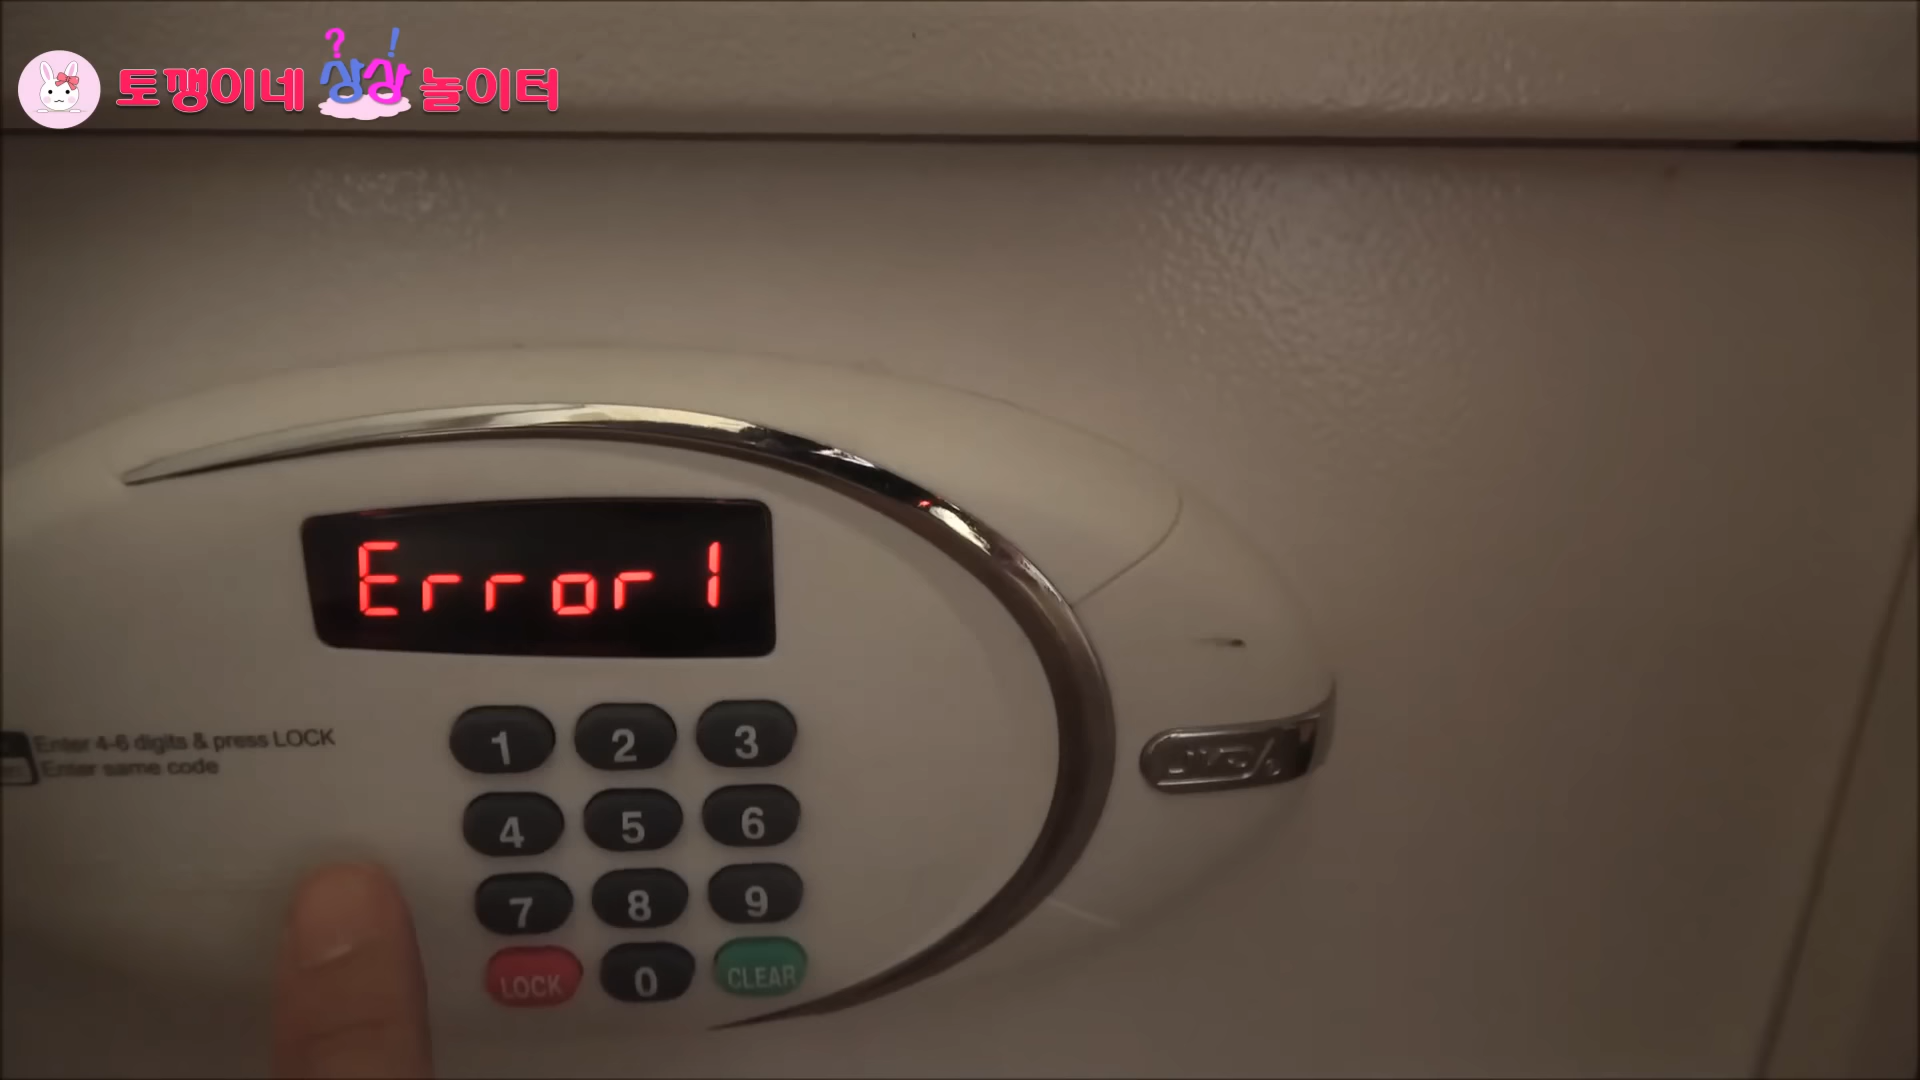 ? !
토깽이네 상상 놀이터
Error 1
Enter 4-6 digits & press LOCK
Enter same code
1 2 3
4 5 6
7 8 9
LOCK 0 CLEAR